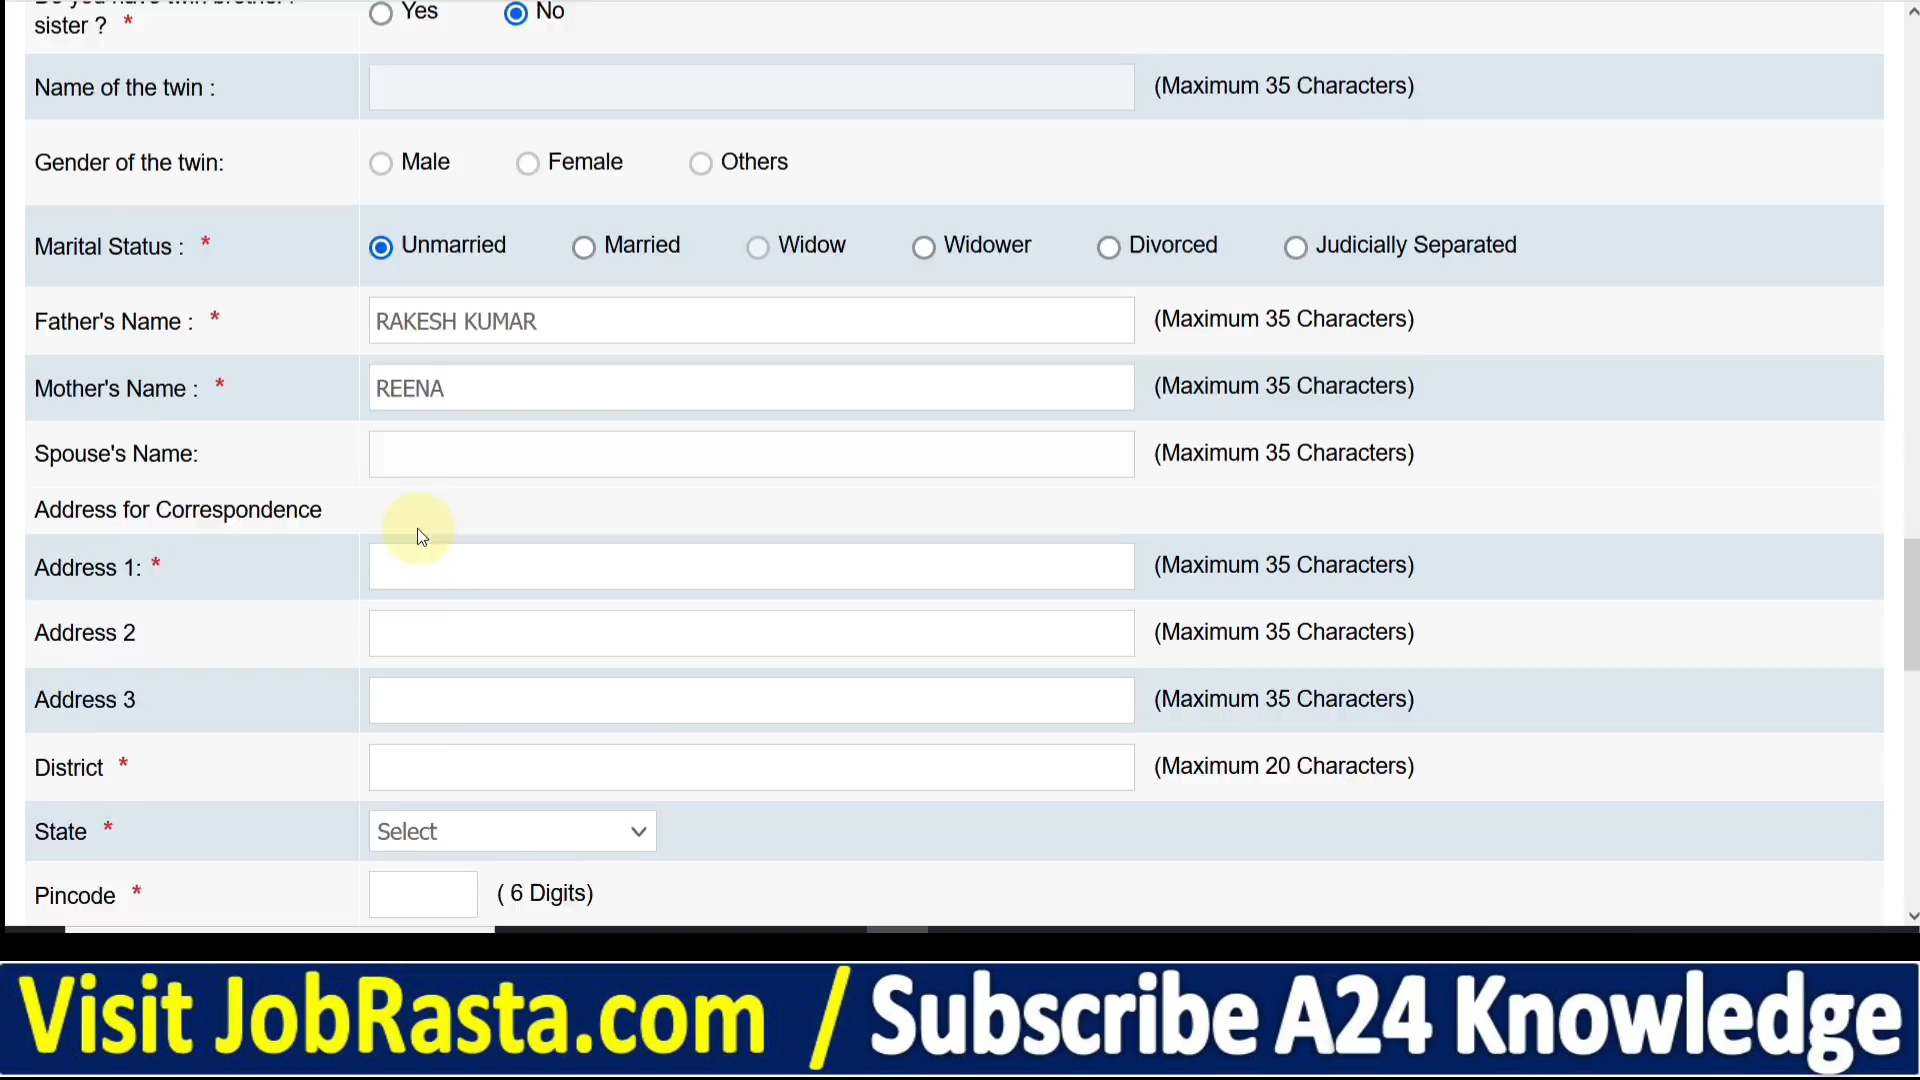 sister ? * Yes No
Name of the twin : (Maximum 35 Characters)
Gender of the twin: Male Female Others
Marital Status : * Unmarried Married Widow Widower Divorced Judicially Separated
Father's Name : * RAKESH KUMAR (Maximum 35 Characters)
Mother's Name : * REENA (Maximum 35 Characters)
Spouse's Name: (Maximum 35 Characters)
Address for Correspondence
Address 1: * (Maximum 35 Characters)
Address 2 (Maximum 35 Characters)
Address 3 (Maximum 35 Characters)
District * (Maximum 20 Characters)
State * Select
Pincode * ( 6 Digits)
Visit JobRasta.com / Subscribe A24 Knowledge